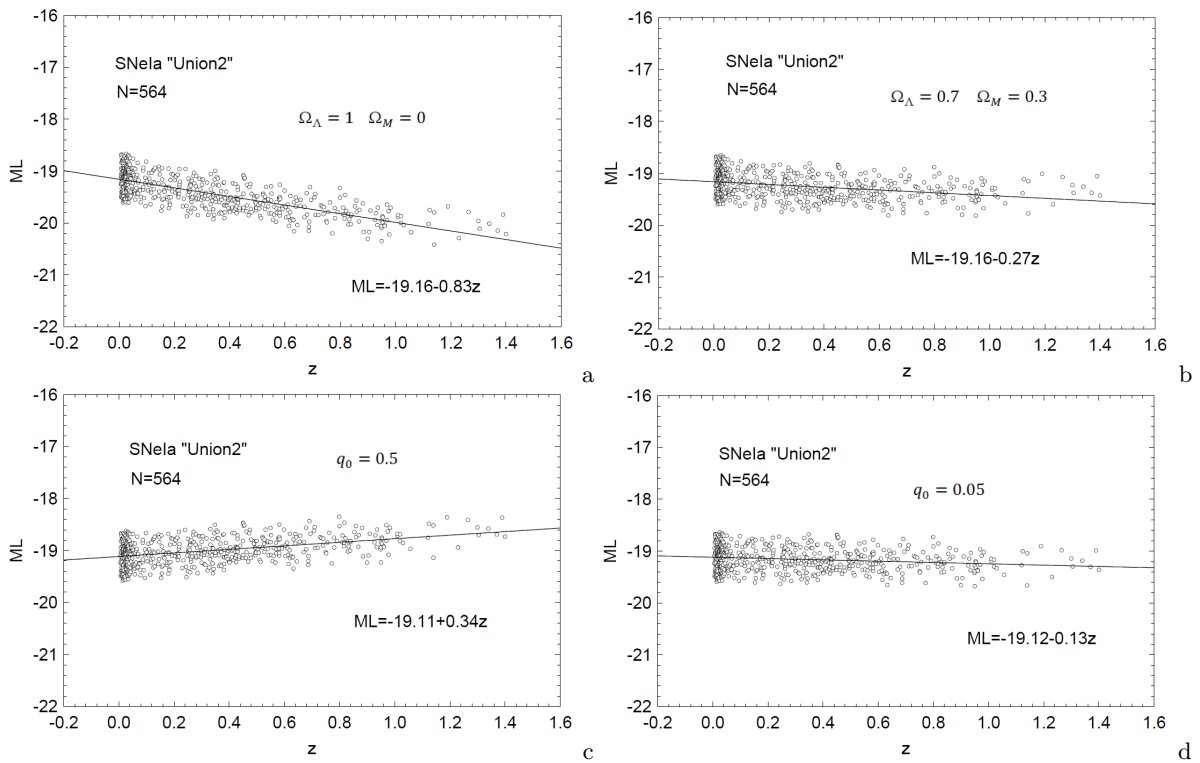 -16
-17
-18
-19
-20
-21
-22
ML
SNeIa "Union2"
N=564
Ω_Λ = 1 Ω_M = 0
ML=-19.16-0.83z
-0.2 0.0 0.2 0.4 0.6 0.8 1.0 1.2 1.4 1.6
z
a
-16
-17
-18
-19
-20
-21
-22
ML
SNeIa "Union2"
N=564
Ω_Λ = 0.7 Ω_M = 0.3
ML=-19.16-0.27z
-0.2 0.0 0.2 0.4 0.6 0.8 1.0 1.2 1.4 1.6
z
b
-16
-17
-18
-19
-20
-21
-22
ML
SNeIa "Union2"
N=564
q_0 = 0.5
ML=-19.11+0.34z
-0.2 0.0 0.2 0.4 0.6 0.8 1.0 1.2 1.4 1.6
z
c
-16
-17
-18
-19
-20
-21
-22
ML
SNeIa "Union2"
N=564
q_0 = 0.05
ML=-19.12-0.13z
-0.2 0.0 0.2 0.4 0.6 0.8 1.0 1.2 1.4 1.6
z
d